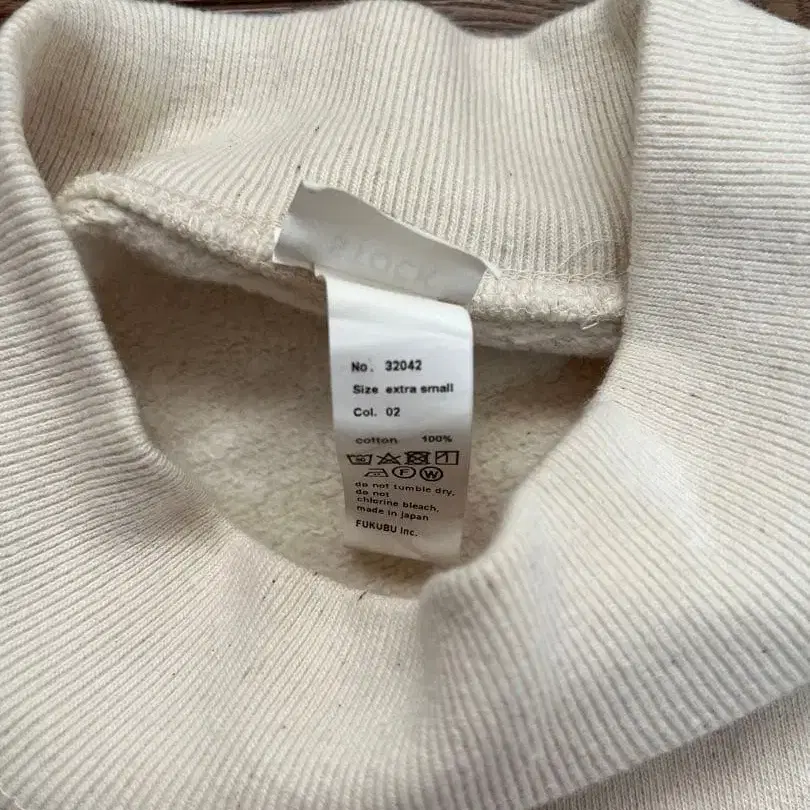 No. 32042
Size extra small
Col. 02
cotton 100%
F W
do not tumble dry,
do not
chlorine bleach,
made in japan
FUKUBU Inc.